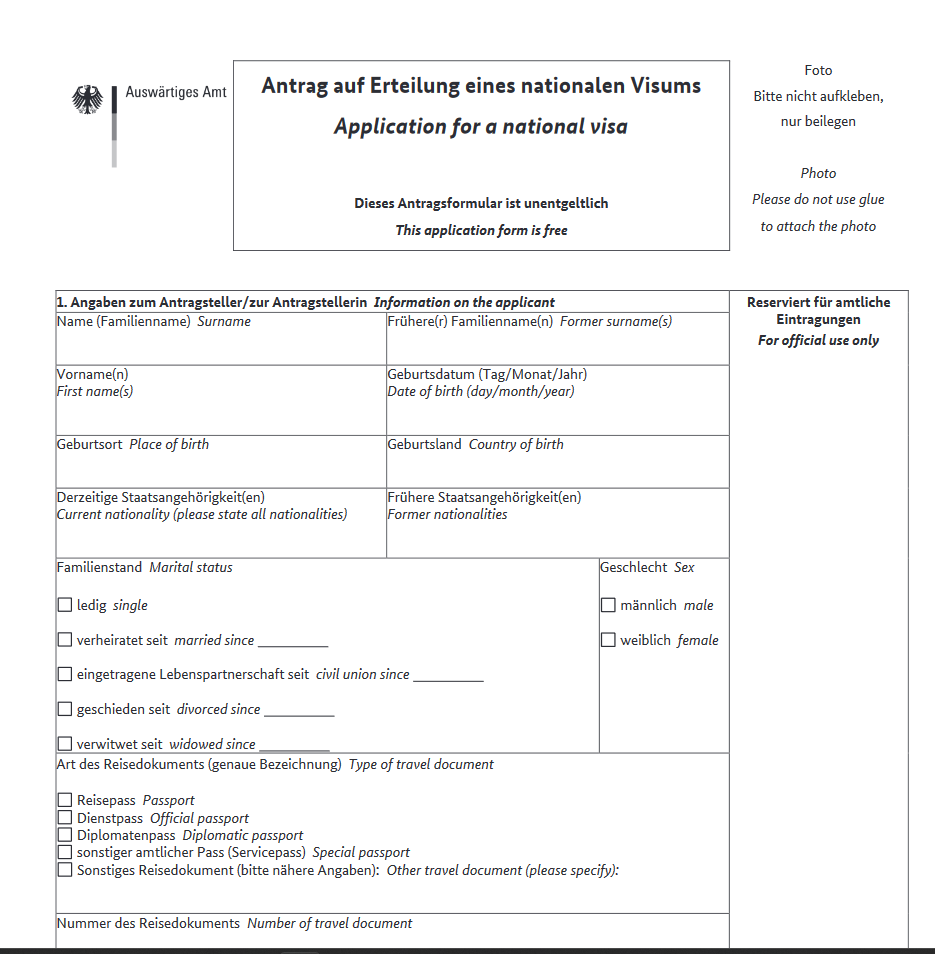 Auswärtiges Amt
Antrag auf Erteilung eines nationalen Visums
Application for a national visa
Dieses Antragsformular ist unentgeltlich
This application form is free
Foto
Bitte nicht aufkleben,
nur beilegen
Photo
Please do not use glue
to attach the photo
1. Angaben zum Antragsteller/zur Antragstellerin Information on the applicant
Reserviert für amtliche
Eintragungen
For official use only
Name (Familienname) Surname
Frühere(r) Familienname(n) Former surname(s)
Vorname(n)
First name(s)
Geburtsdatum (Tag/Monat/Jahr)
Date of birth (day/month/year)
Geburtsort Place of birth
Geburtsland Country of birth
Derzeitige Staatsangehörigkeit(en)
Current nationality (please state all nationalities)
Frühere Staatsangehörigkeit(en)
Former nationalities
Familienstand Marital status
ledig single
verheiratet seit married since __________
eingetragene Lebenspartnerschaft seit civil union since __________
geschieden seit divorced since __________
verwitwet seit widowed since __________
Geschlecht Sex
männlich male
weiblich female
Art des Reisedokuments (genaue Bezeichnung) Type of travel document
Reisepass Passport
Dienstpass Official passport
Diplomatenpass Diplomatic passport
sonstiger amtlicher Pass (Servicepass) Special passport
Sonstiges Reisedokument (bitte nähere Angaben): Other travel document (please specify):
Nummer des Reisedokuments Number of travel document